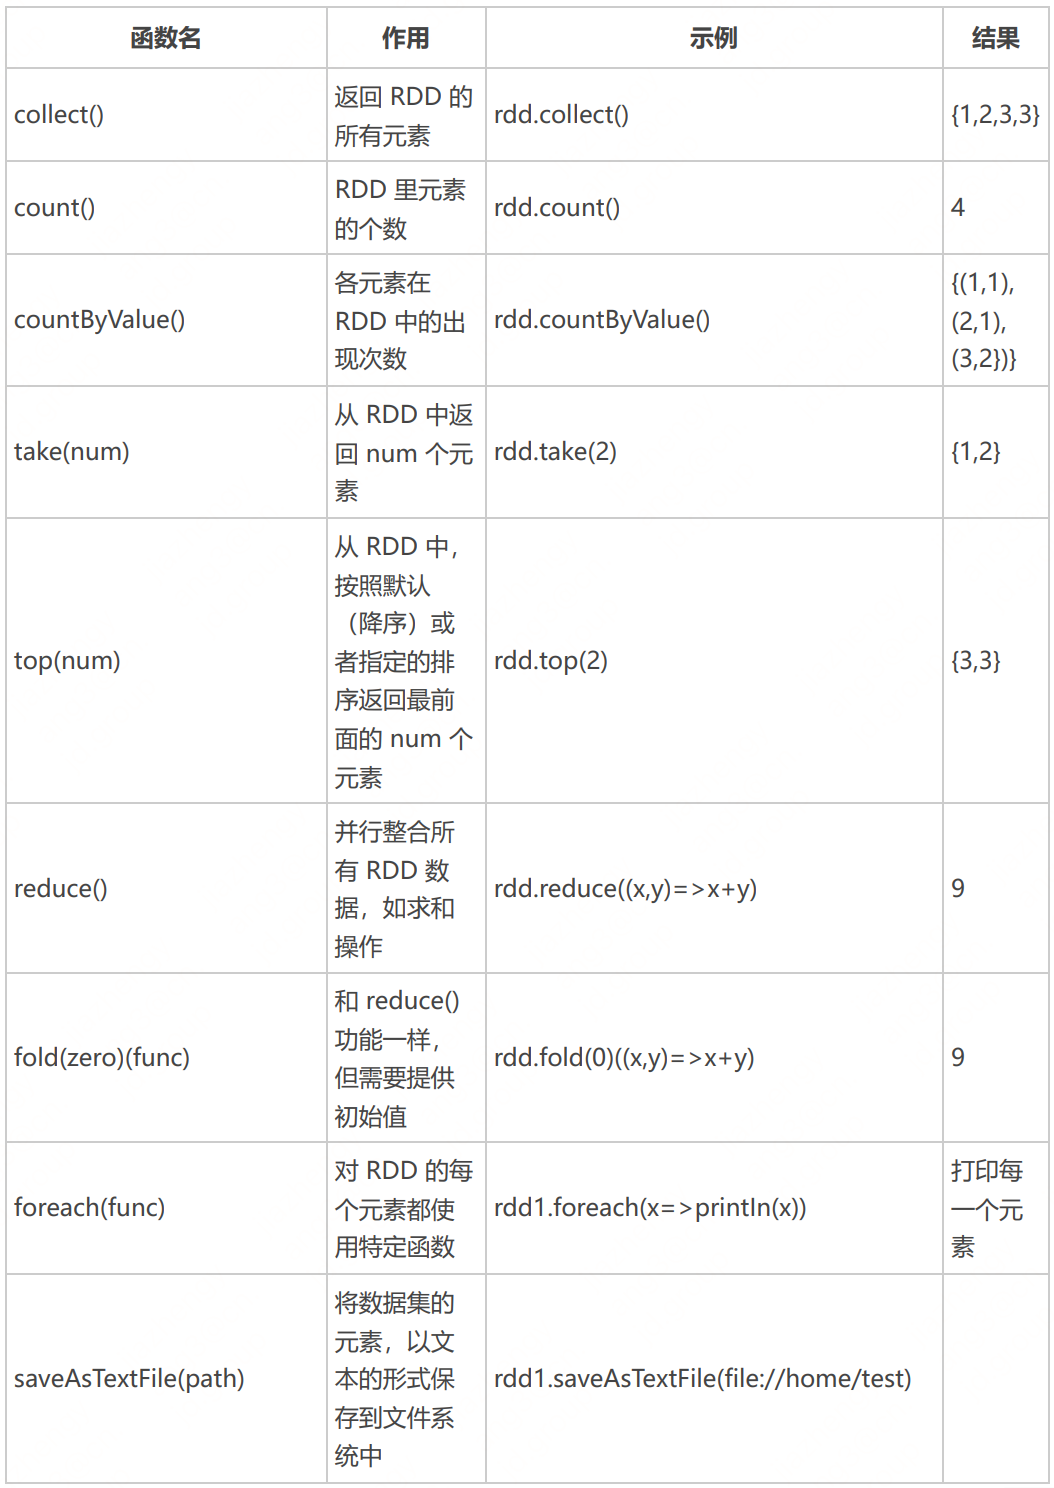 函数名 作用 示例 结果
collect() 返回 RDD 的
所有元素 rdd.collect() {1,2,3,3}
count() RDD 里元素
的个数 rdd.count() 4
countByValue() 各元素在
RDD 中的出
现次数 rdd.countByValue() {(1,1),
(2,1),
(3,2})}
take(num) 从 RDD 中返
回 num 个元
素 rdd.take(2) {1,2}
top(num) 从 RDD 中，
按照默认
（降序）或
者指定的排
序返回最前
面的 num 个
元素 rdd.top(2) {3,3}
reduce() 并行整合所
有 RDD 数
据，如求和
操作 rdd.reduce((x,y)=>x+y) 9
fold(zero)(func) 和 reduce()
功能一样，
但需要提供
初始值 rdd.fold(0)((x,y)=>x+y) 9
foreach(func) 对 RDD 的每
个元素都使
用特定函数 rdd1.foreach(x=>printIn(x)) 打印每
一个元
素
saveAsTextFile(path) 将数据集的
元素，以文
本的形式保
存到文件系
统中 rdd1.saveAsTextFile(file://home/test)